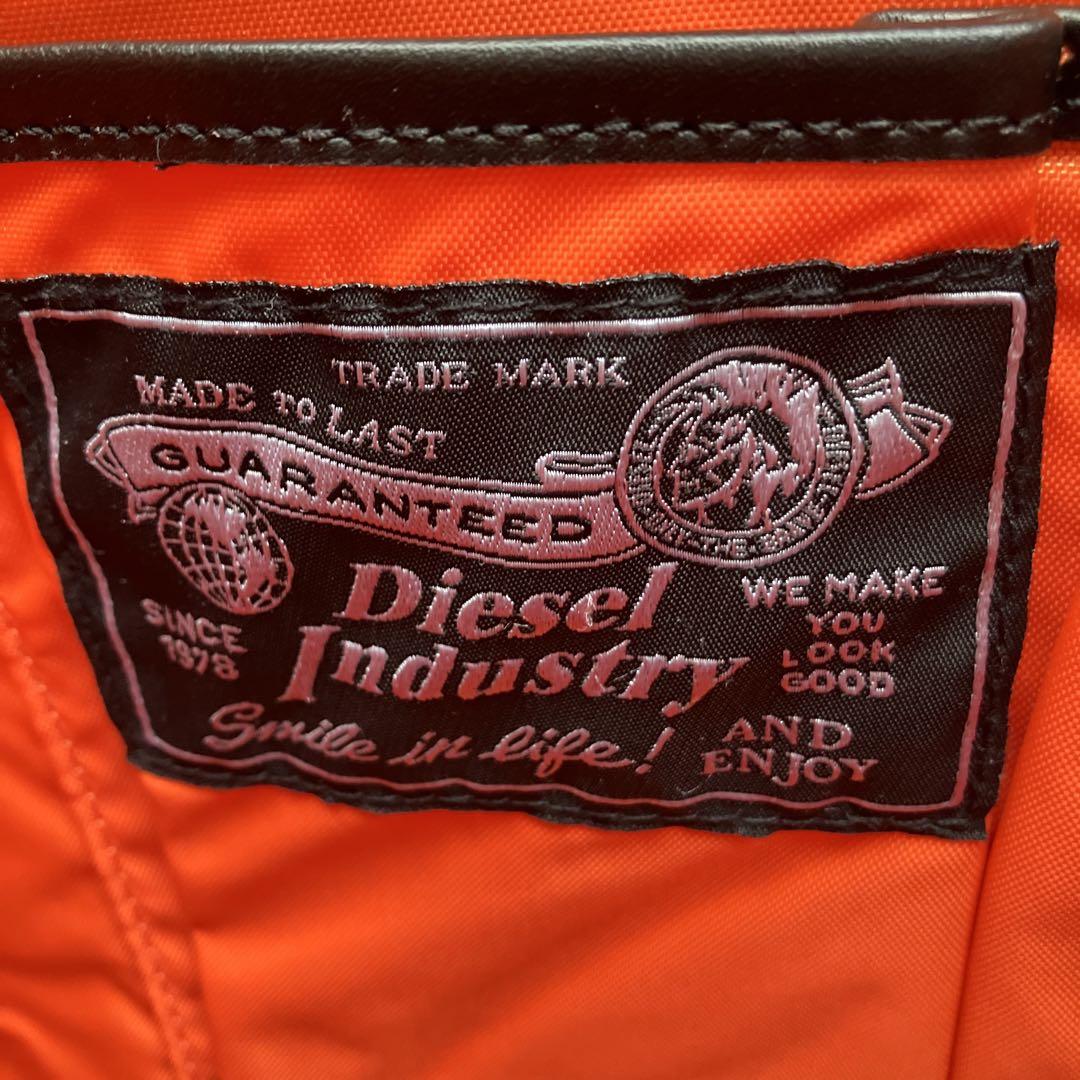 TRADE MARK
MADE TO LAST
GUARANTEED
Diesel
Industry
SINCE
1978
WE MAKE
YOU
LOOK
GOOD
Smile in life!
AND
ENJOY